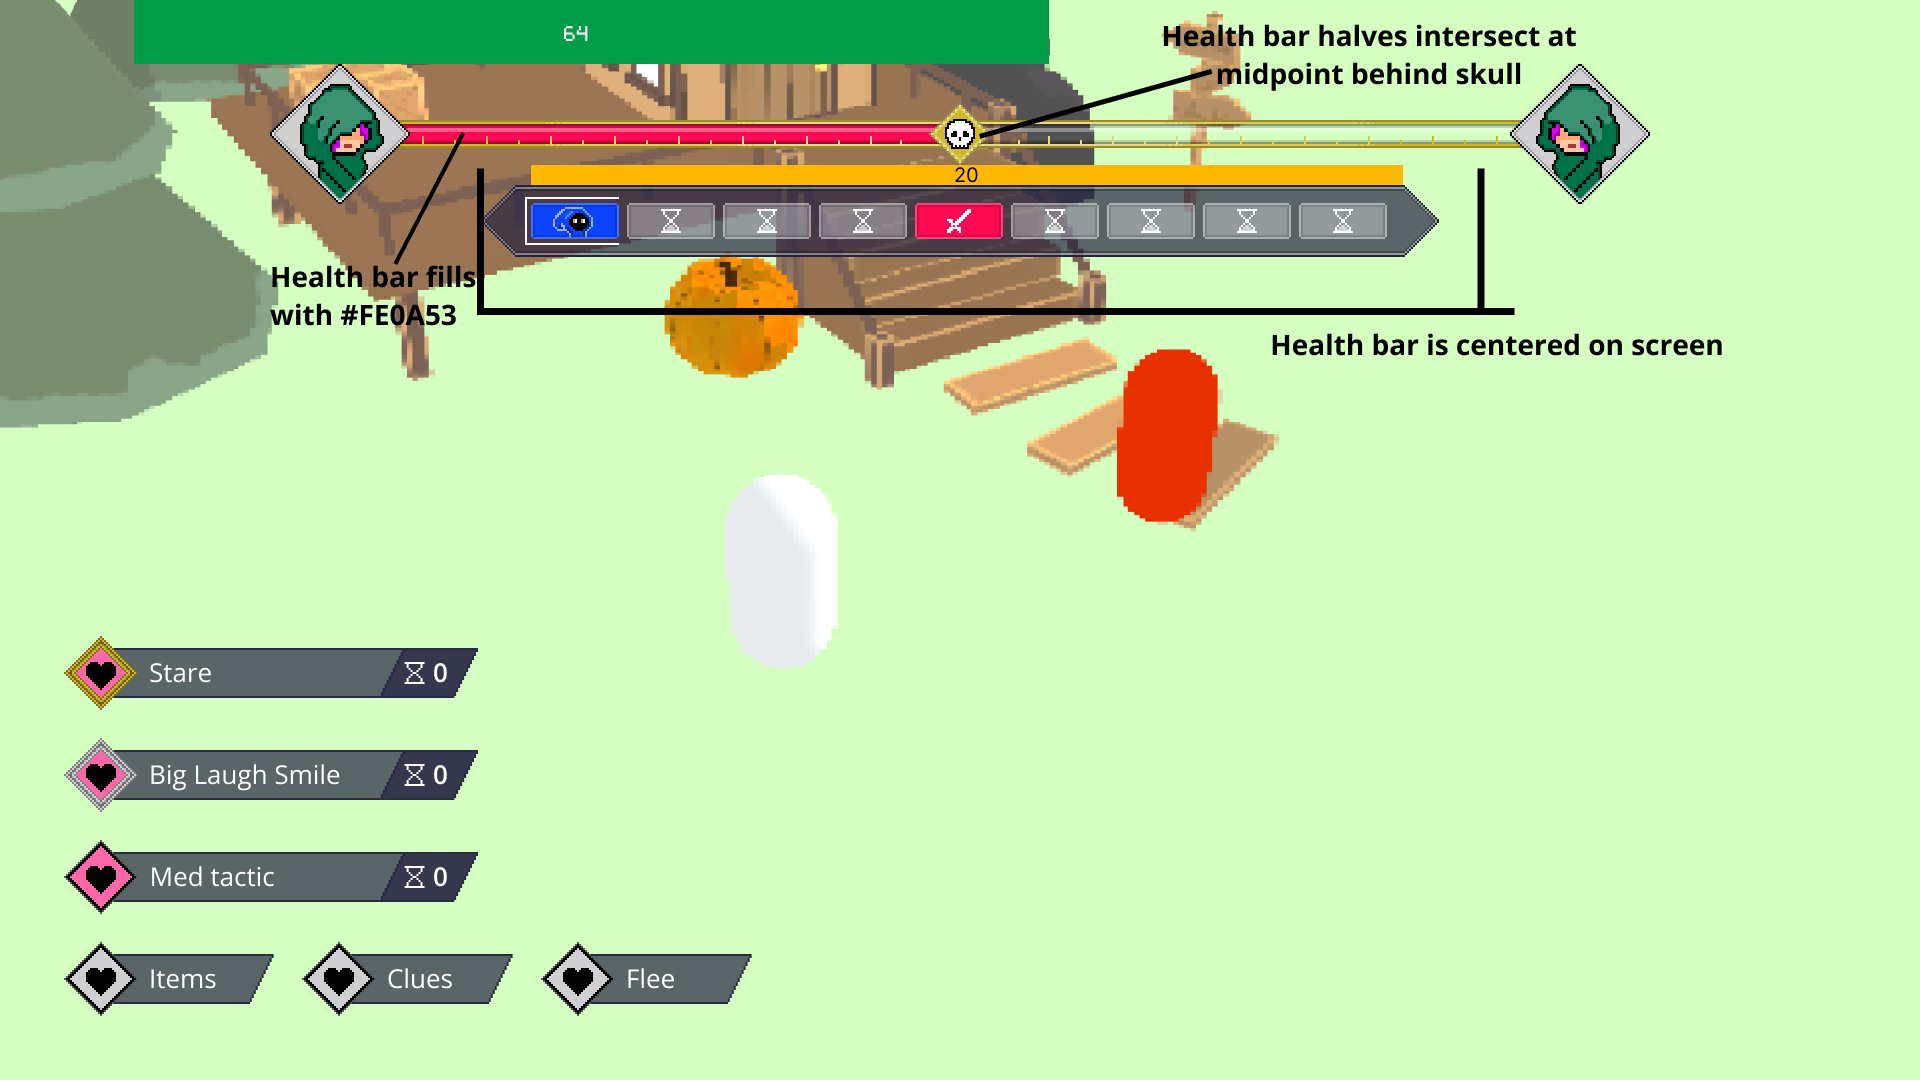 64
Health bar halves intersect at
midpoint behind skull
20
Health bar fills
with #FE0A53
Health bar is centered on screen
Stare
0
Big Laugh Smile
0
Med tactic
0
Items
Clues
Flee